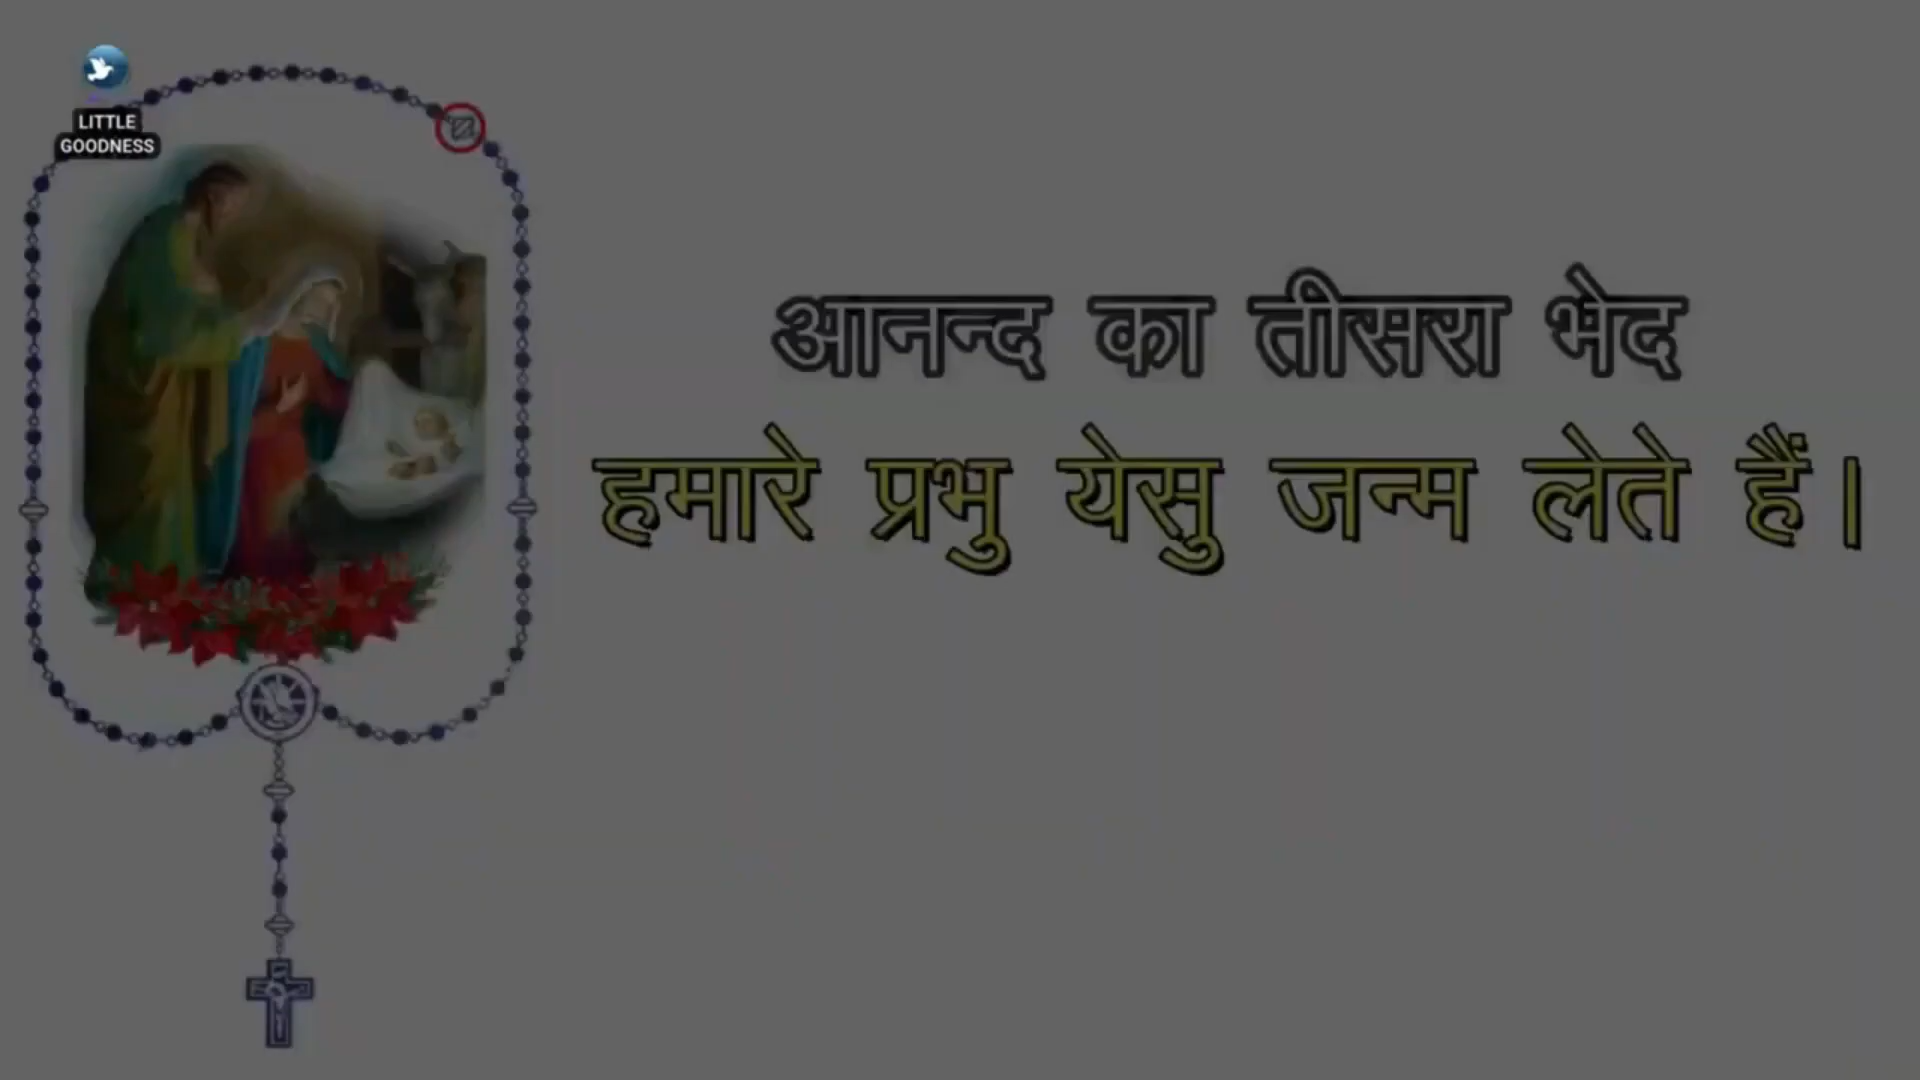 LITTLE
GOODNESS
आनन्द का तीसरा भेद
हमारे प्रभु येसु जन्म लेते हैं।